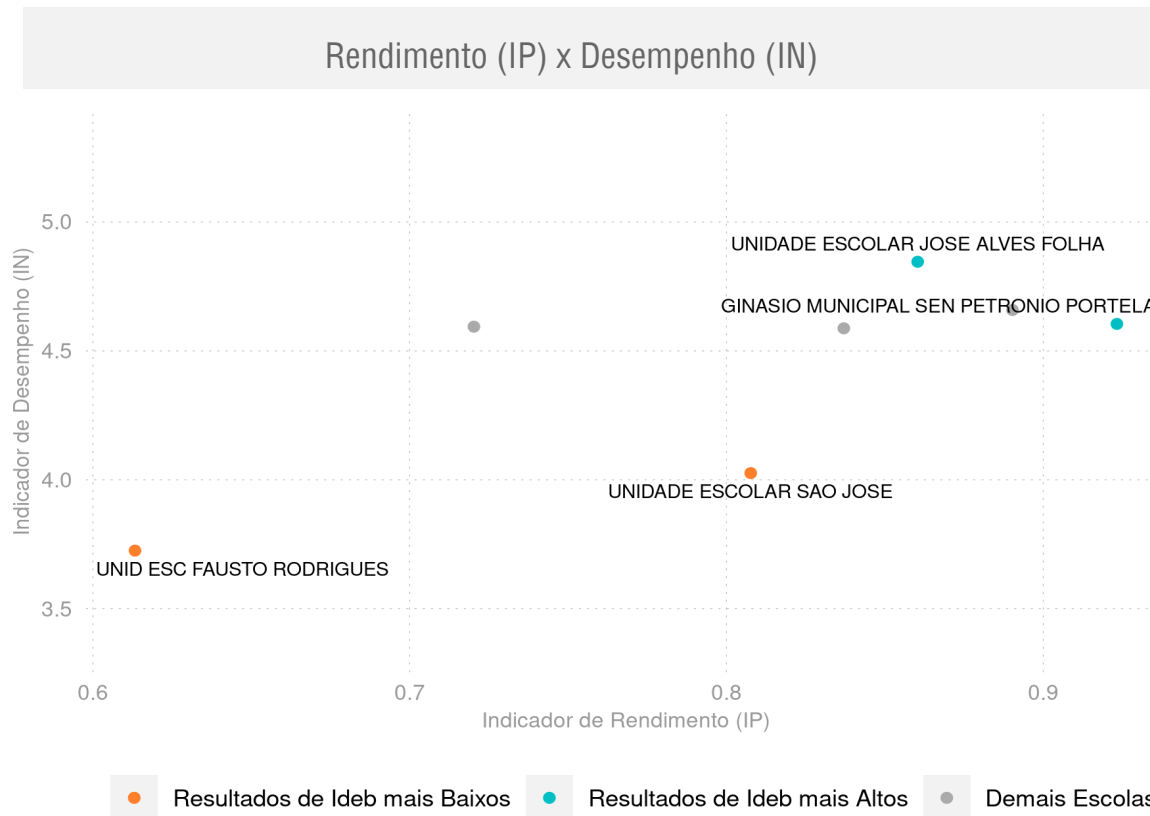 Rendimento (IP) x Desempenho (IN)
5.0
4.5
4.0
3.5
Indicador de Desempenho (IN)
UNIDADE ESCOLAR JOSE ALVES FOLHA
GINASIO MUNICIPAL SEN PETRONIO PORTELA
UNIDADE ESCOLAR SAO JOSE
UNID ESC FAUSTO RODRIGUES
0.6 0.7 0.8 0.9
Indicador de Rendimento (IP)
Resultados de Ideb mais Baixos Resultados de Ideb mais Altos Demais Escolas